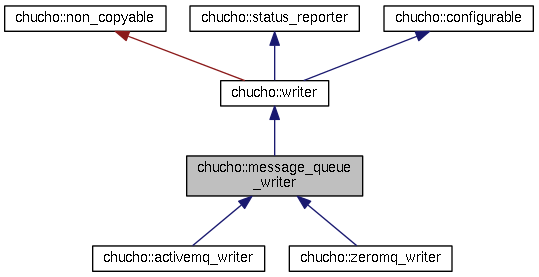 chucho::non_copyable
chucho::status_reporter
chucho::configurable
chucho::writer
chucho::message_queue
_writer
chucho::activemq_writer
chucho::zeromq_writer